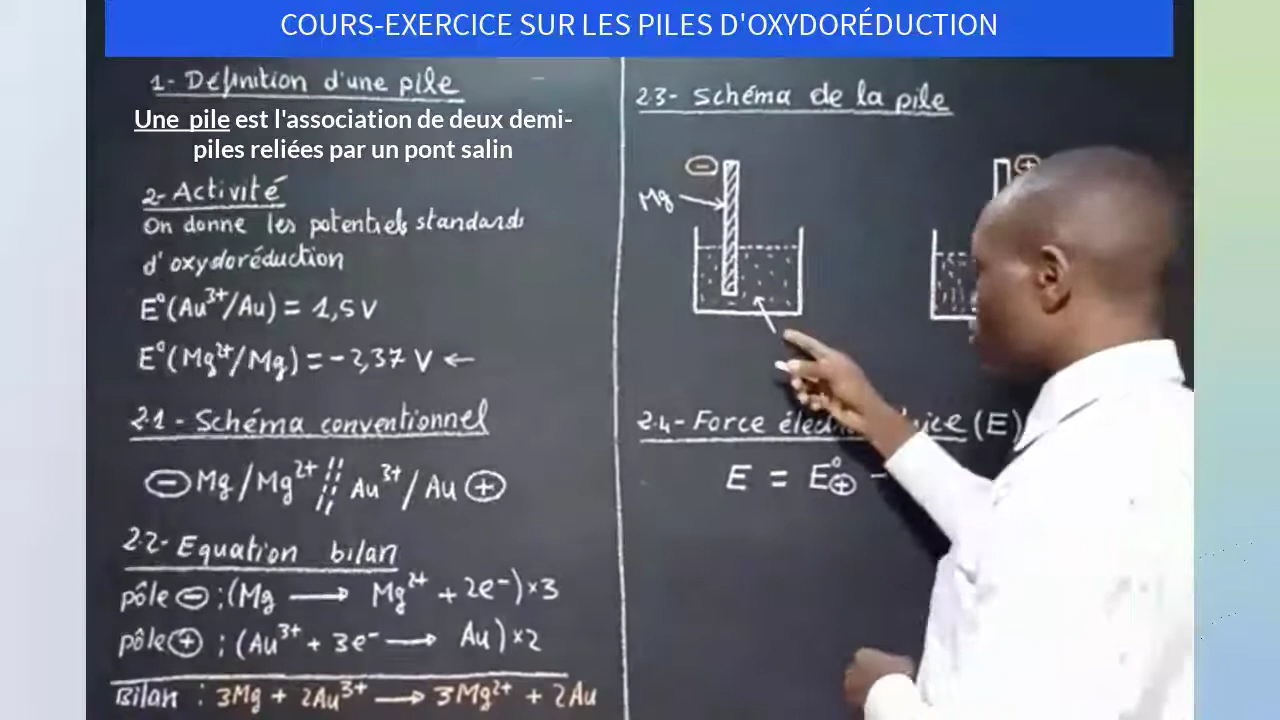 COURS-EXERCICE SUR LES PILES D'OXYDORÉDUCTION
1- Définition d'une pile
Une pile est l'association de deux demi-
piles reliées par un pont salin
2- Activité
On donne les potentiels standards
d'oxydoréduction
E°(Au³⁺/Au) = 1,5 V
E°(Mg²⁺/Mg) = -2,37 V ←
2.1 - Schéma conventionnel
⊖ Mg/Mg²⁺ // Au³⁺/Au ⊕
2.2- Equation bilan
pôle ⊖ : (Mg ⟶ Mg²⁺ + 2e⁻) ×3
pôle ⊕ : (Au³⁺ + 3e⁻ ⟶ Au) ×2
Bilan : 3Mg + 2Au³⁺ ⟶ 3Mg²⁺ + 2Au
2.3- Schéma de la pile
⊖ ⊕
Mg
2.4- Force (E)
E = E°⊕ -